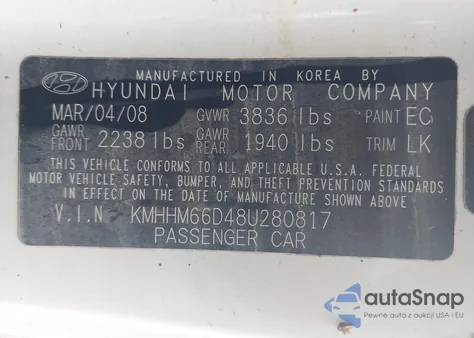 MANUFACTURED IN KOREA BY
HYUNDAI MOTOR COMPANY
MAR/04/08 GVWR 3836 lbs PAINT EC
GAWR FRONT 2238 lbs GAWR REAR 1940 lbs TRIM LK
THIS VEHICLE CONFORMS TO ALL APPLICABLE U.S.A. FEDERAL
MOTOR VEHICLE SAFETY, BUMPER, AND THEFT PREVENTION STANDARDS
IN EFFECT ON THE DATE OF MANUFACTURE SHOWN ABOVE.
V.I.N KMHHM66D48U280817
PASSENGER CAR
autoSnap
Pewne auta z aukcji USA i EU